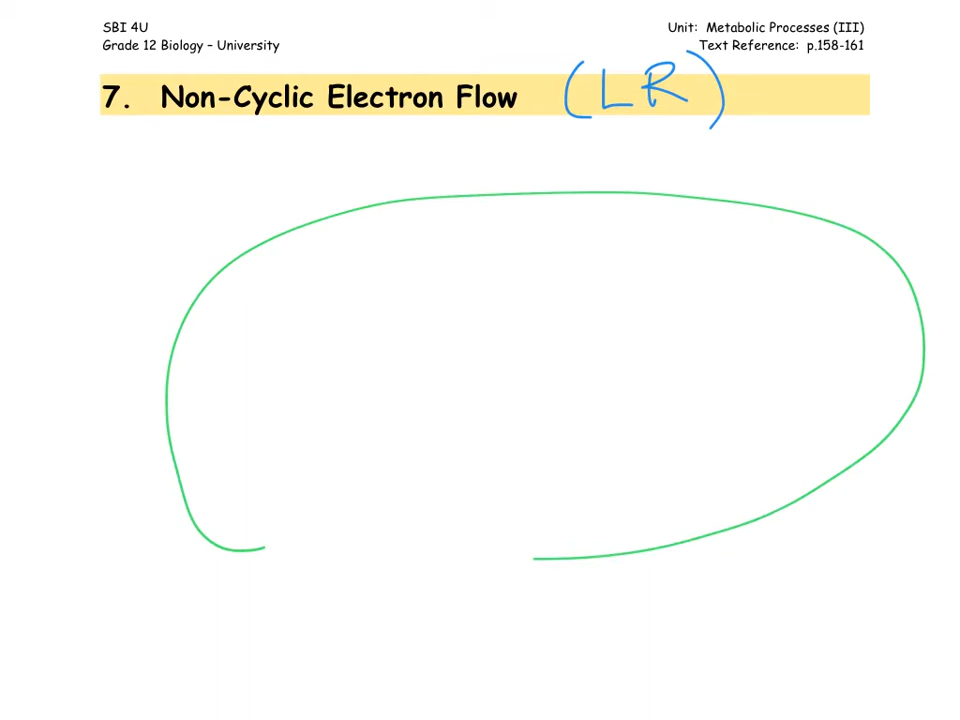 SBI 4U
Grade 12 Biology – University
Unit: Metabolic Processes (III)
Text Reference: p.158-161
7. Non-Cyclic Electron Flow (LR)